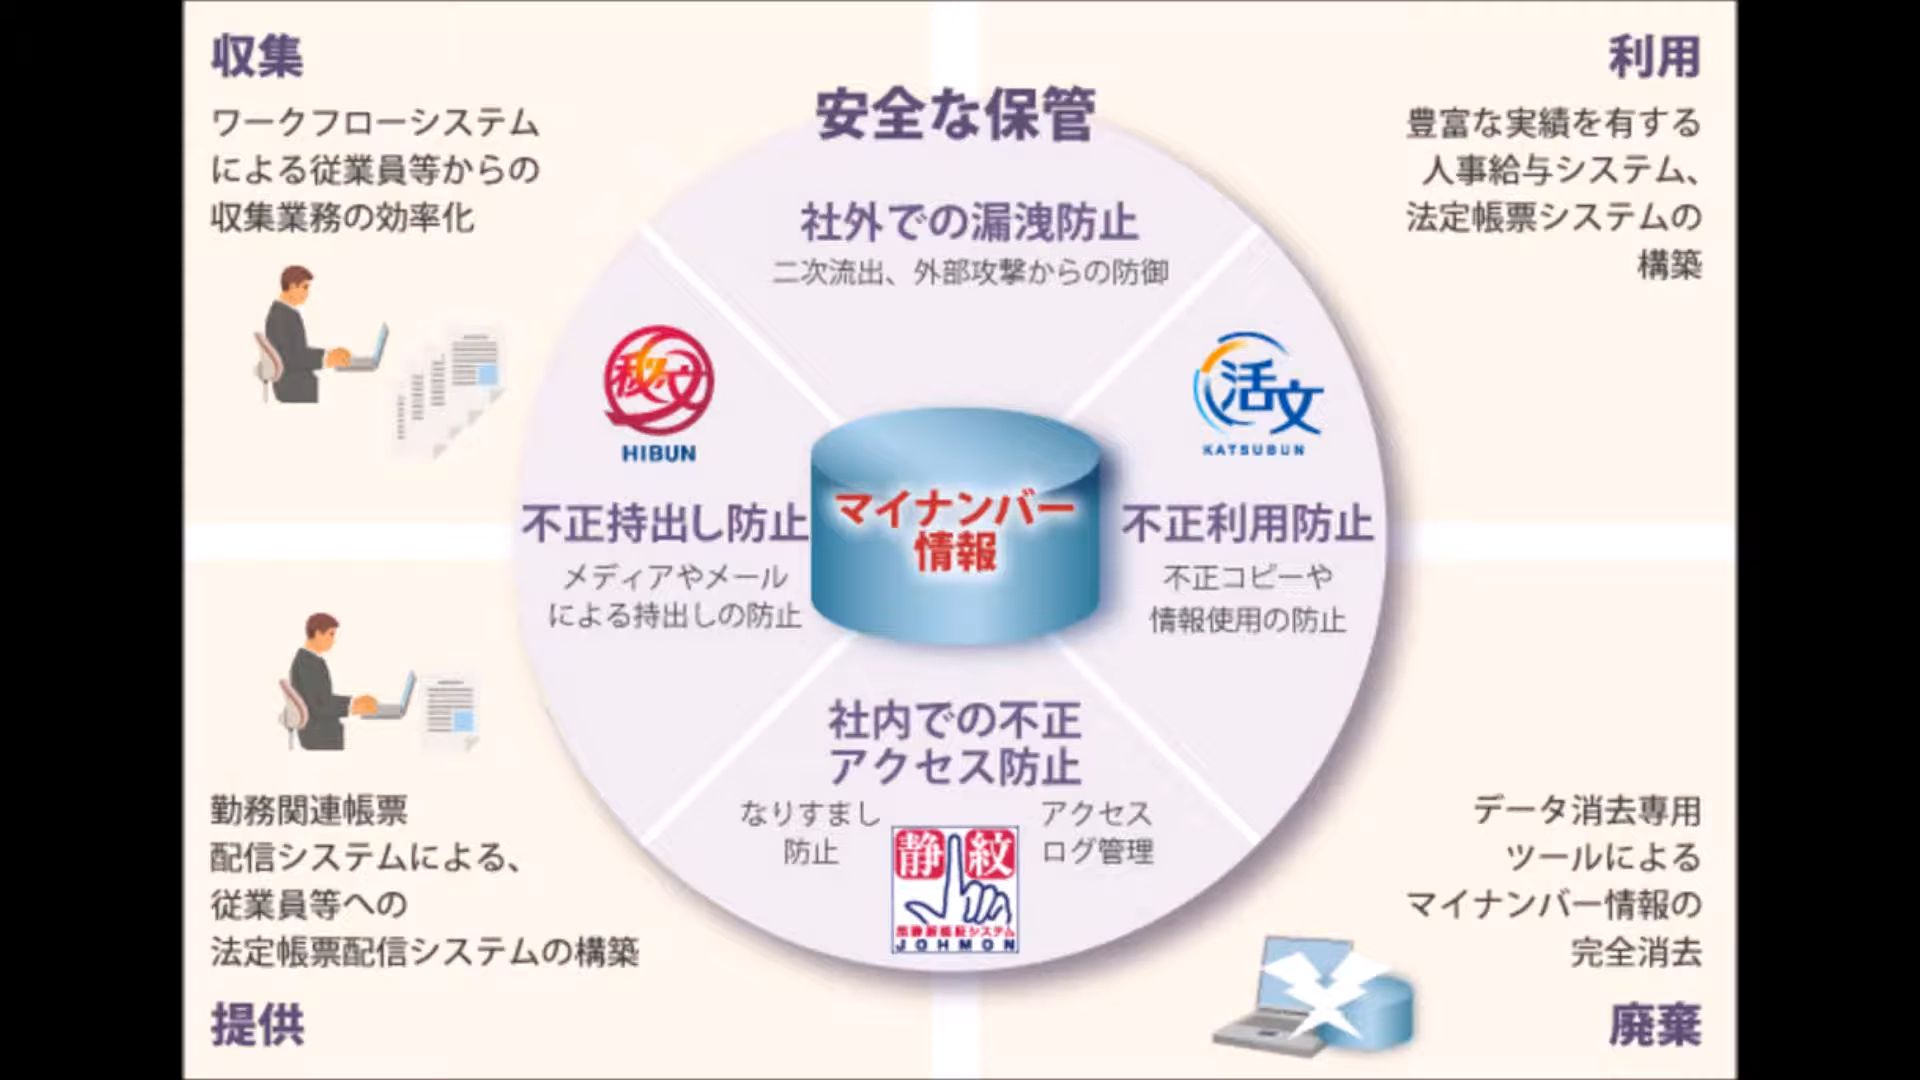 収集
ワークフローシステム
による従業員等からの
収集業務の効率化
利用
豊富な実績を有する
人事給与システム、
法定帳票システムの
構築
安全な保管
社外での漏洩防止
二次流出、外部攻撃からの防御
秘文
HIBUN
不正持出し防止
メディアやメール
による持出しの防止
マイナンバー
情報
活文
KATSUBUN
不正利用防止
不正コピーや
情報使用の防止
社内での不正
アクセス防止
なりすまし
防止
アクセス
ログ管理
静紋
JOHMON
勤務関連帳票
配信システムによる、
従業員等への
法定帳票配信システムの構築
提供
データ消去専用
ツールによる
マイナンバー情報の
完全消去
廃棄